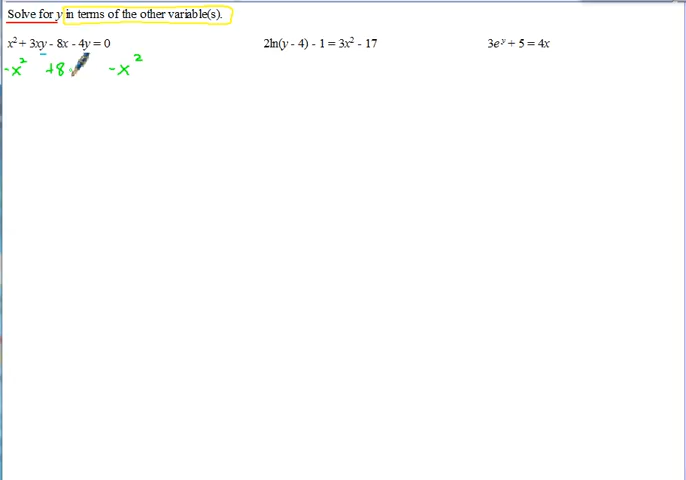 Solve for y in terms of the other variable(s).
x² + 3xy - 8x - 4y = 0 2ln(y - 4) - 1 = 3x² - 17 3eʸ + 5 = 4x
-x² +8 -x²